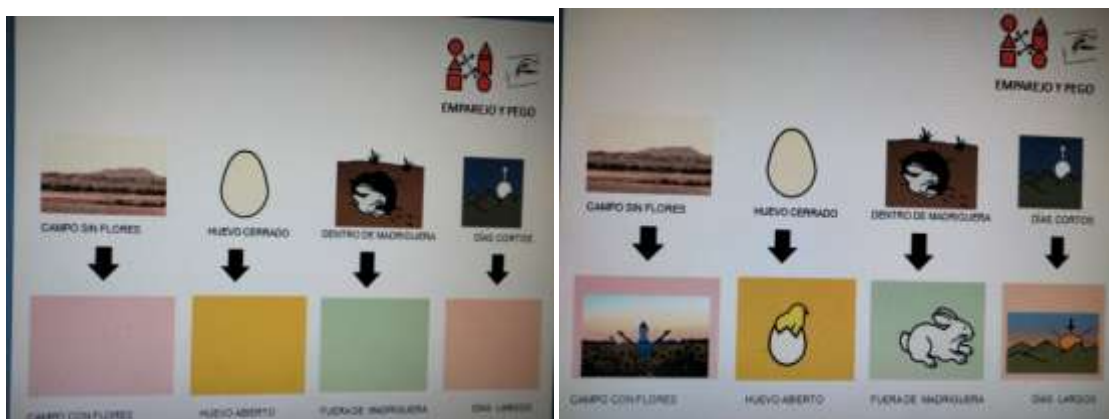 EMPAREJO Y PEGO
CAMPO SIN FLORES
HUEVO CERRADO
DENTRO DE MADRIGUERA
DÍAS CORTOS
CAMPO CON FLORES
HUEVO ABIERTO
FUERA DE MADRIGUERA
DÍAS LARGOS
EMPAREJO Y PEGO
CAMPO SIN FLORES
HUEVO CERRADO
DENTRO DE MADRIGUERA
DÍAS CORTOS
CAMPO CON FLORES
HUEVO ABIERTO
FUERA DE MADRIGUERA
DÍAS LARGOS